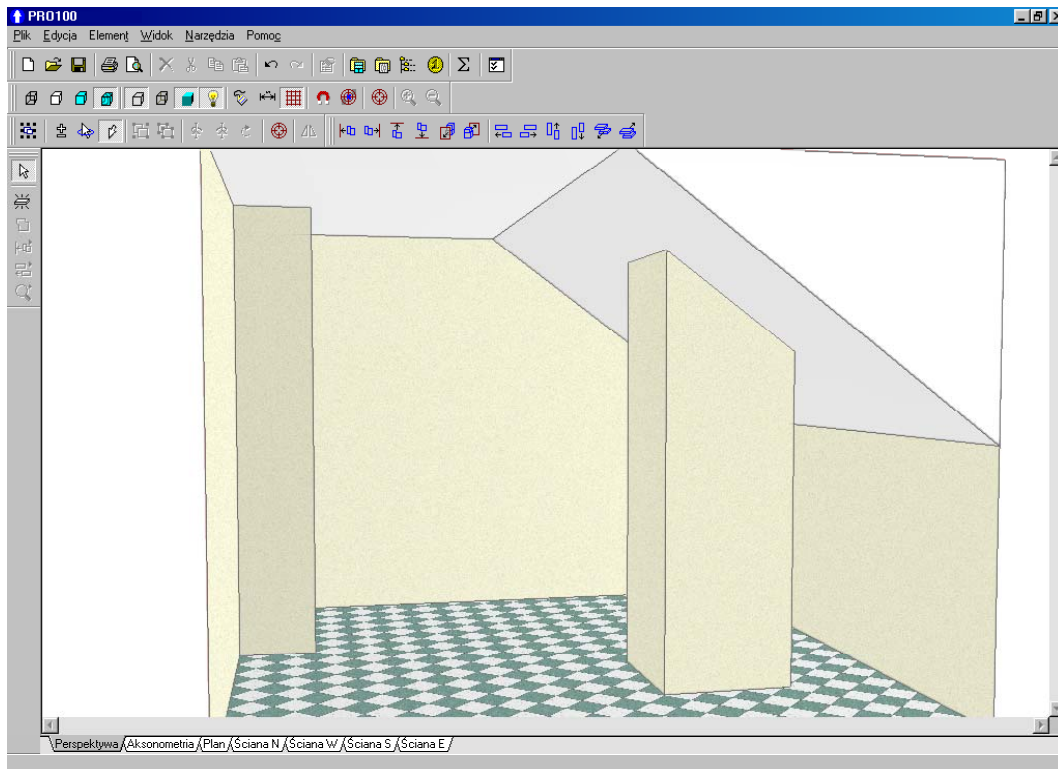 PRO100
Plik Edycja Element Widok Narzędzia Pomoc
Perspektywa Aksonometria Plan Ściana N Ściana W Ściana S Ściana E